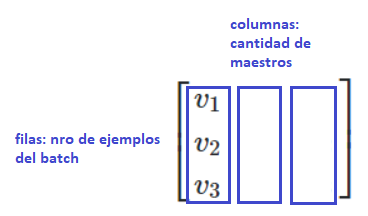 columnas:
cantidad de
maestros
filas: nro de ejemplos
del batch
v₁
v₂
v₃